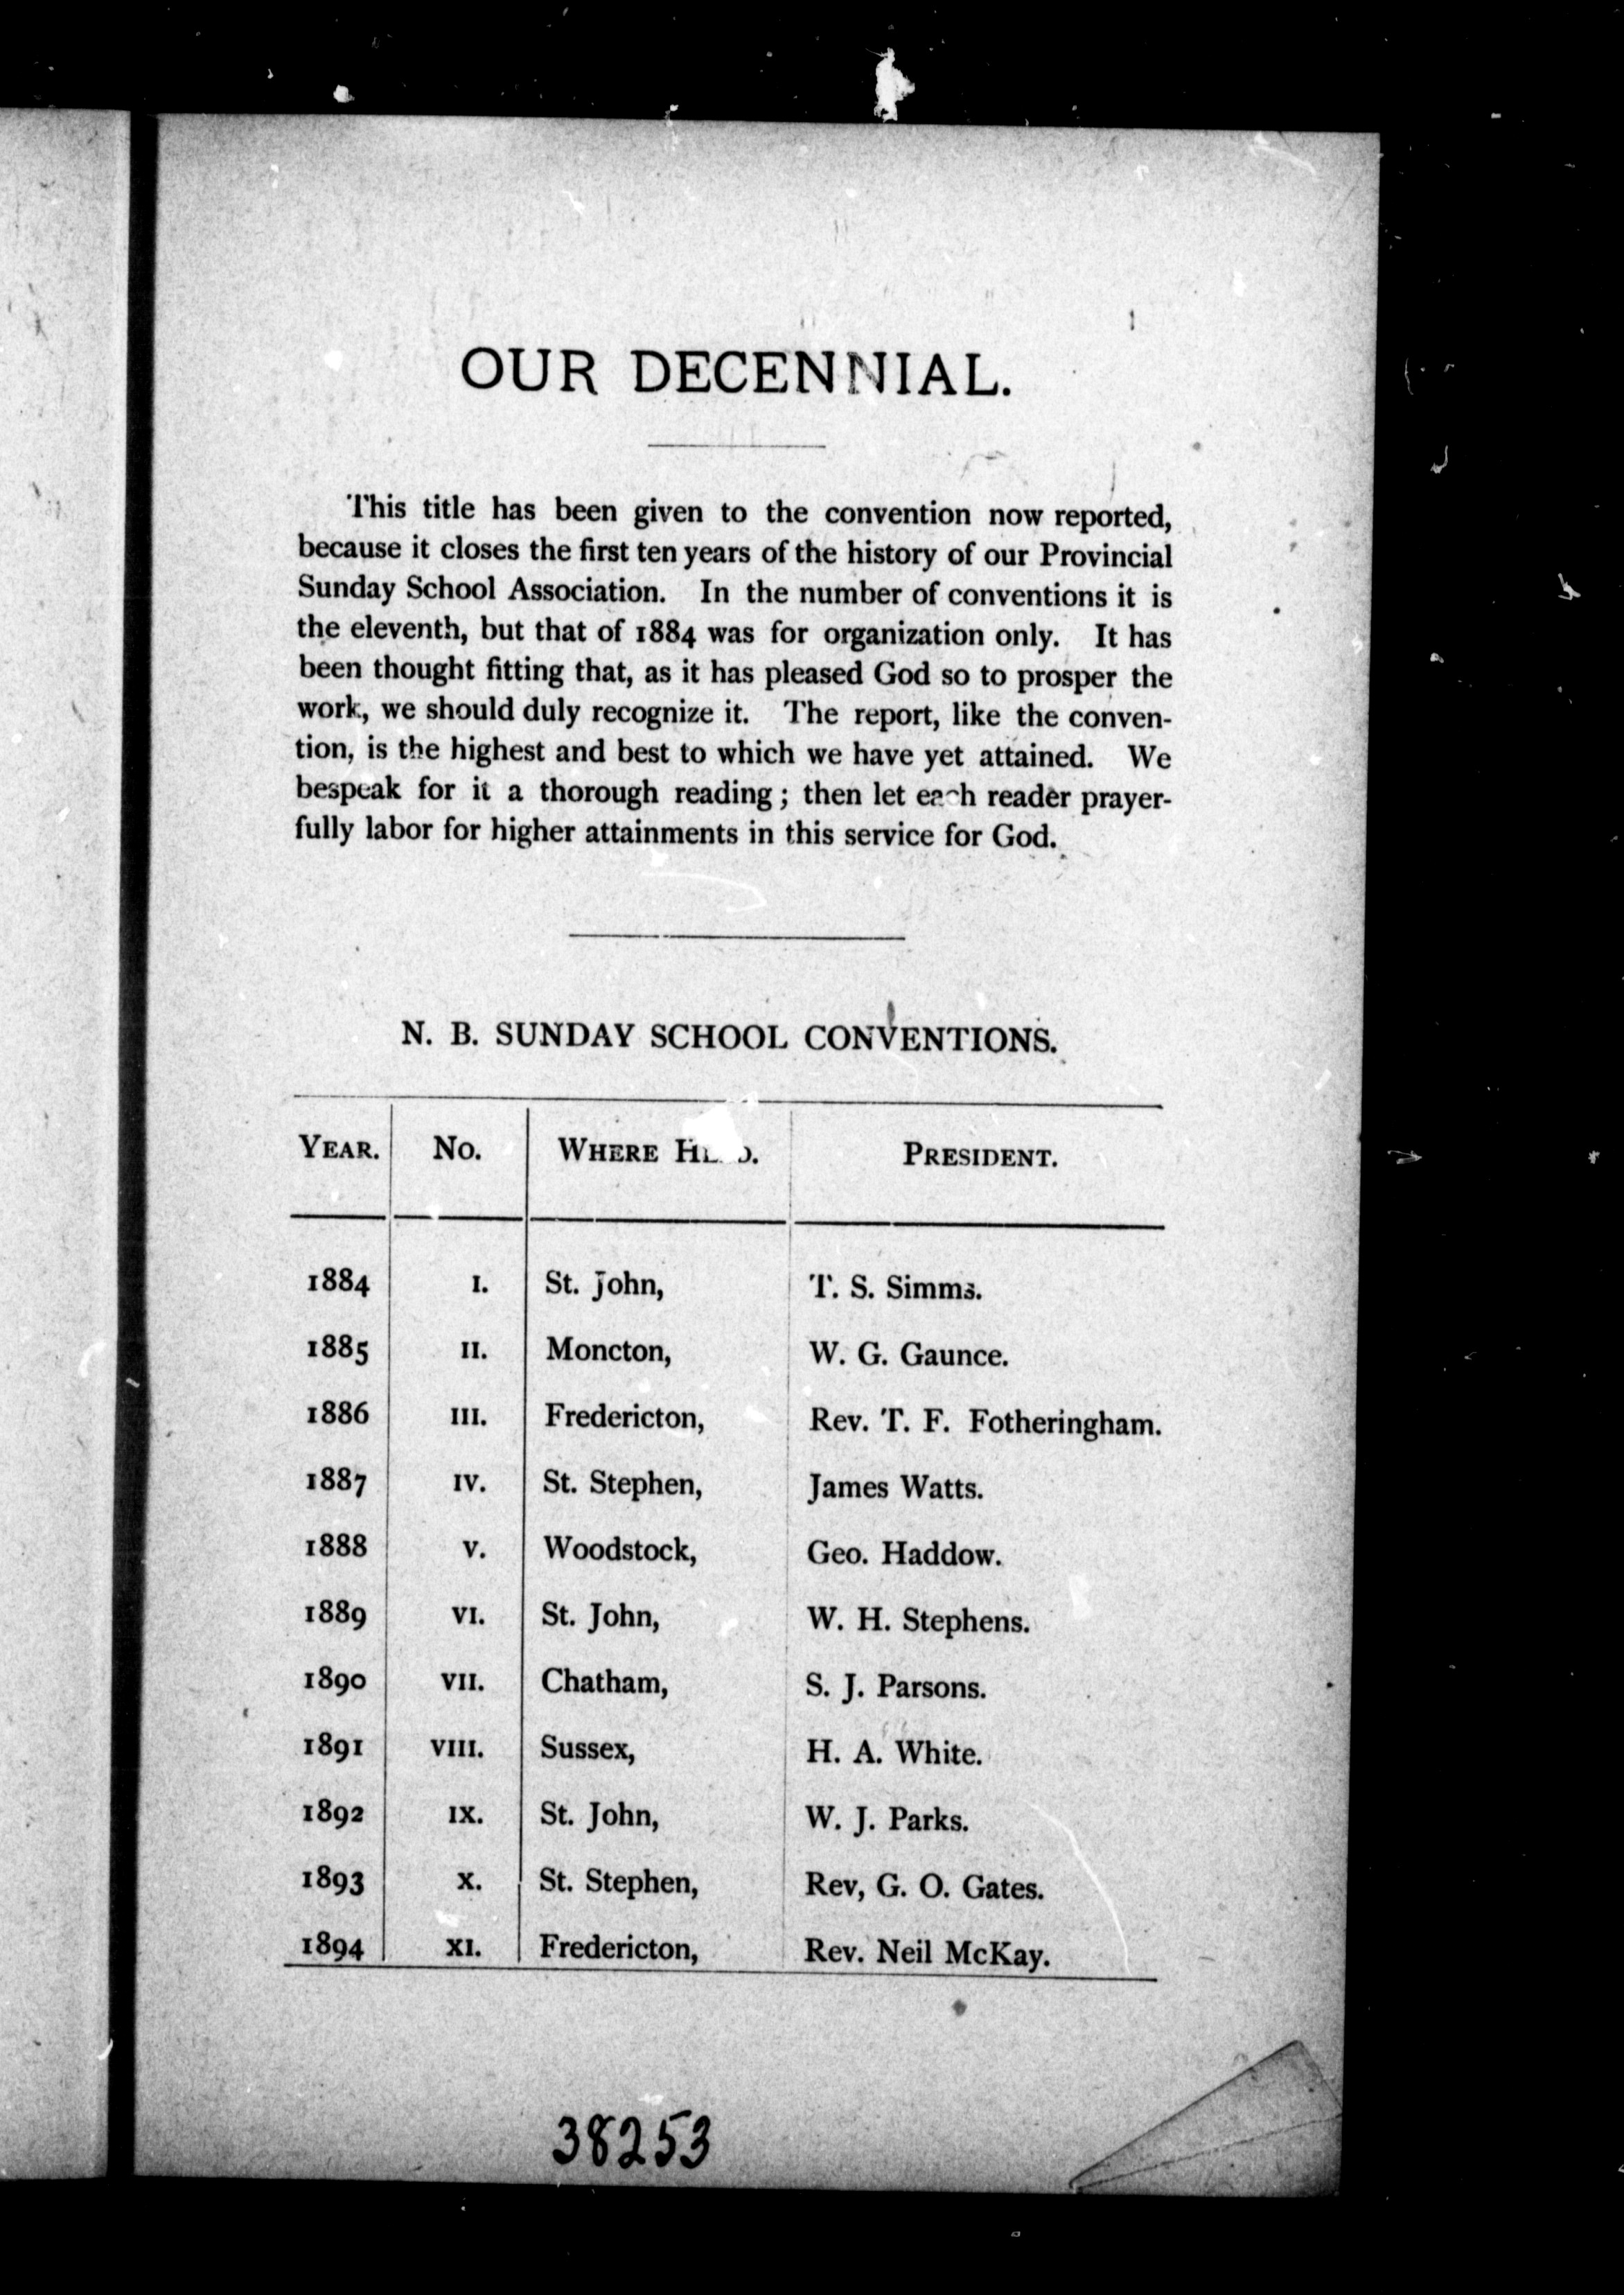 OUR DECENNIAL.
This title has been given to the convention now reported,
because it closes the first ten years of the history of our Provincial
Sunday School Association. In the number of conventions it is
the eleventh, but that of 1884 was for organization only. It has
been thought fitting that, as it has pleased God so to prosper the
work, we should duly recognize it. The report, like the conven-
tion, is the highest and best to which we have yet attained. We
bespeak for it a thorough reading; then let each reader prayer-
fully labor for higher attainments in this service for God.
N. B. SUNDAY SCHOOL CONVENTIONS.
YEAR. NO. WHERE HELD. PRESIDENT.
1884 I. St. John, T. S. Simms.
1885 II. Moncton, W. G. Gaunce.
1886 III. Fredericton, Rev. T. F. Fotheringham.
1887 IV. St. Stephen, James Watts.
1888 V. Woodstock, Geo. Haddow.
1889 VI. St. John, W. H. Stephens.
1890 VII. Chatham, S. J. Parsons.
1891 VIII. Sussex, H. A. White.
1892 IX. St. John, W. J. Parks.
1893 X. St. Stephen, Rev, G. O. Gates.
1894 XI. Fredericton, Rev. Neil McKay.
38253